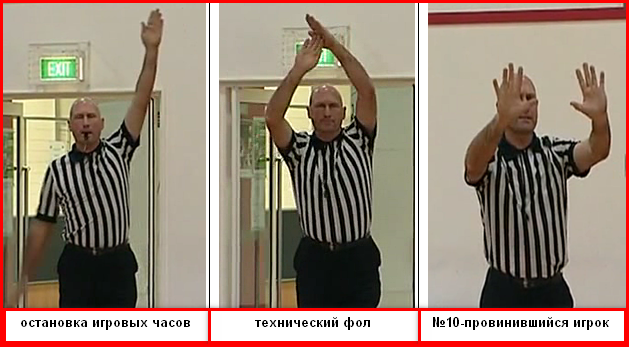 EXIT
EXIT
остановка игровых часов
технический фол
№10-провинившийся игрок